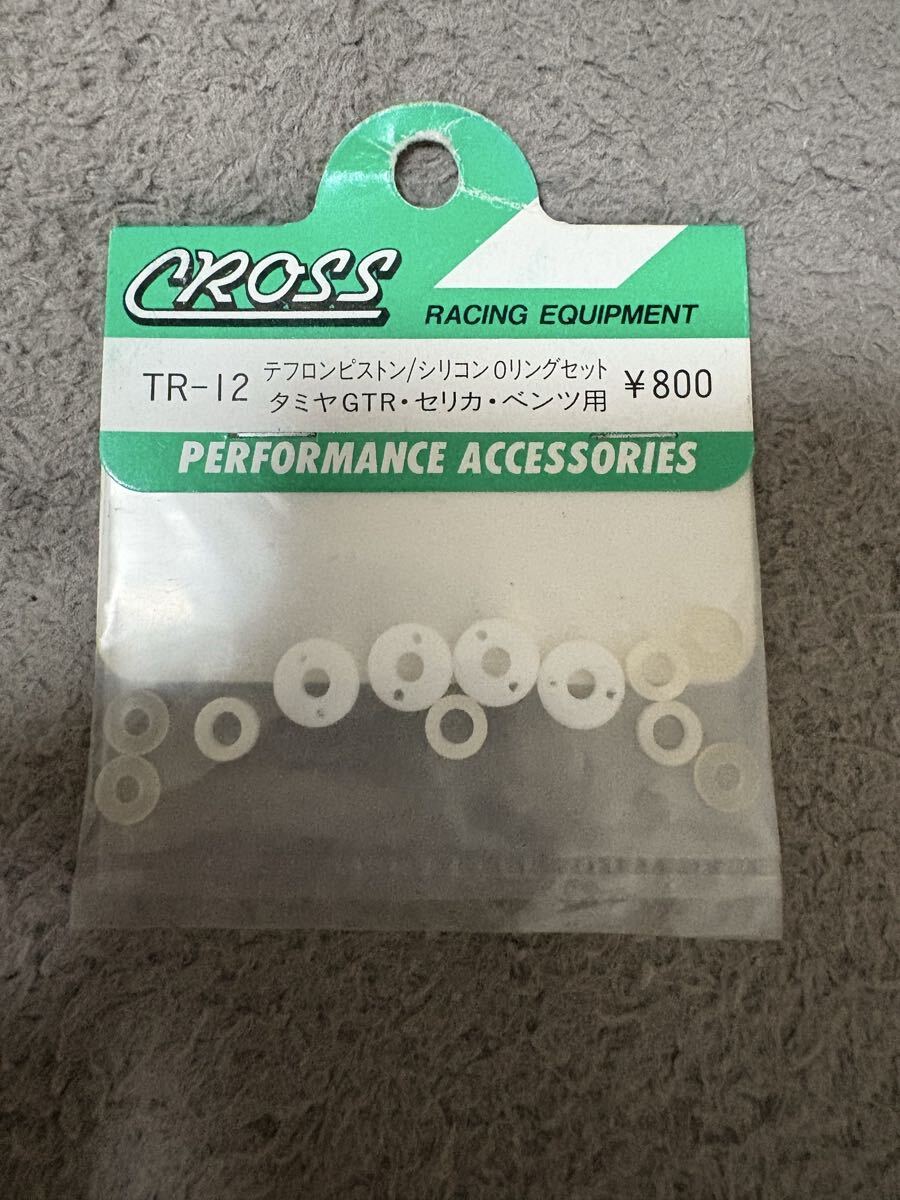 CROSS
RACING EQUIPMENT
TR-12 テフロンピストン/シリコンOリングセット ¥800
タミヤGTR・セリカ・ベンツ用
PERFORMANCE ACCESSORIES